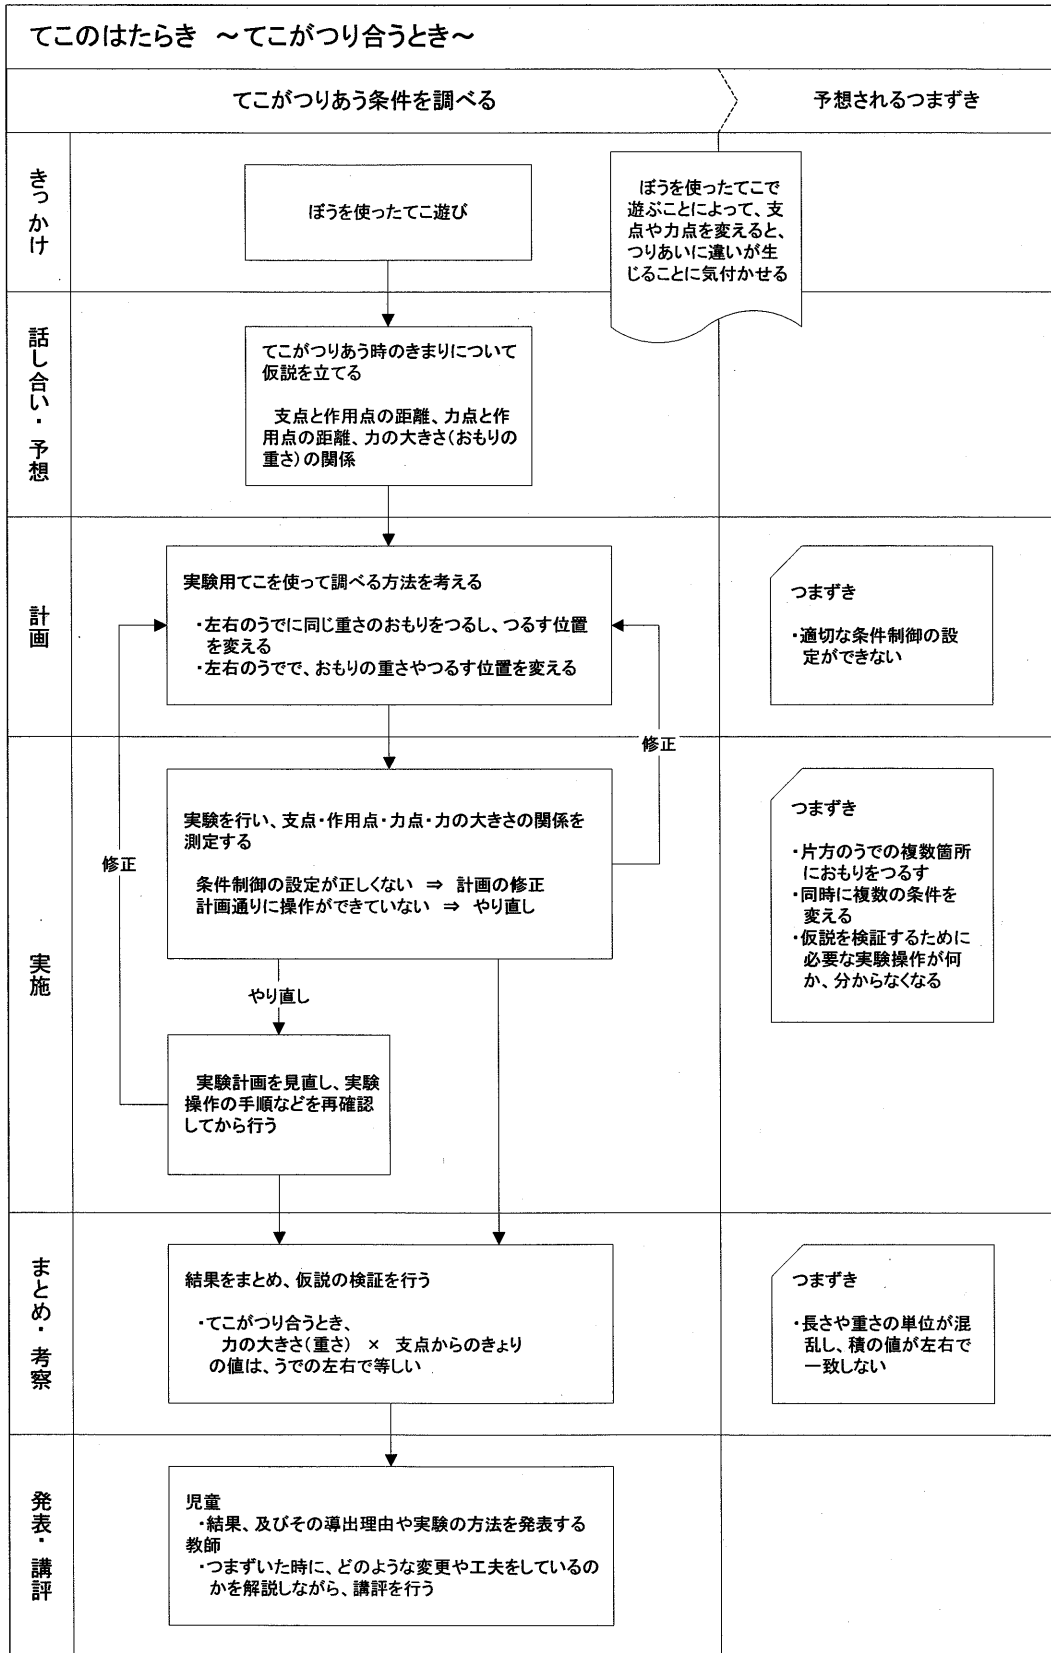 てこのはたらき ～てこがつり合うとき～
てこがつりあう条件を調べる
予想されるつまずき
きっかけ
ぼうを使ったてこ遊び
ぼうを使ったてこで
遊ぶことによって、支
点や力点を変えると、
つりあいに違いが生
じることに気付かせる
話し合い・予想
てこがつりあう時のきまりについて
仮説を立てる
支点と作用点の距離、力点と作
用点の距離、力の大きさ(おもりの
重さ)の関係
計画
実験用てこを使って調べる方法を考える
・左右のうでに同じ重さのおもりをつるし、つるす位置
を変える
・左右のうでで、おもりの重さやつるす位置を変える
つまずき
・適切な条件制御の設
定ができない
修正
修正
実施
実験を行い、支点・作用点・力点・力の大きさの関係を
測定する
条件制御の設定が正しくない ⇒ 計画の修正
計画通りに操作ができていない ⇒ やり直し
つまずき
・片方のうでの複数箇所
におもりをつるす
・同時に複数の条件を
変える
・仮説を検証するために
必要な実験操作が何
か、分からなくなる
やり直し
実験計画を見直し、実験
操作の手順などを再確認
してから行う
まとめ・考察
結果をまとめ、仮説の検証を行う
・てこがつり合うとき、
力の大きさ(重さ) × 支点からのきょり
の値は、うでの左右で等しい
つまずき
・長さや重さの単位が混
乱し、積の値が左右で
一致しない
発表・講評
児童
・結果、及びその導出理由や実験の方法を発表する
教師
・つまずいた時に、どのような変更や工夫をしているの
かを解説しながら、講評を行う